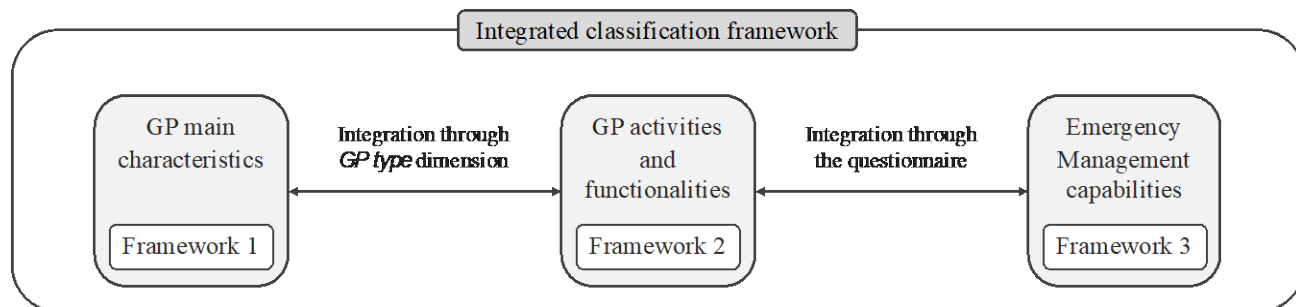 Integrated classification framework
GP main
characteristics
Framework 1
Integration through
GP type dimension
GP activities
and
functionalities
Framework 2
Integration through
the questionnaire
Emergency
Management
capabilities
Framework 3